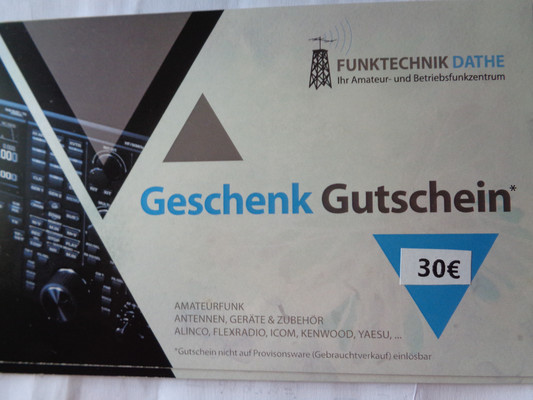 FUNKTECHNIK DATHE
Ihr Amateur- und Betriebsfunkzentrum
Geschenk Gutschein*
30€
AMATEURFUNK
ANTENNEN, GERÄTE & ZUBEHÖR
ALINCO, FLEXRADIO, ICOM, KENWOOD, YAESU, ...
*Gutschein nicht auf Provisonsware (Gebrauchtverkauf) einlösbar